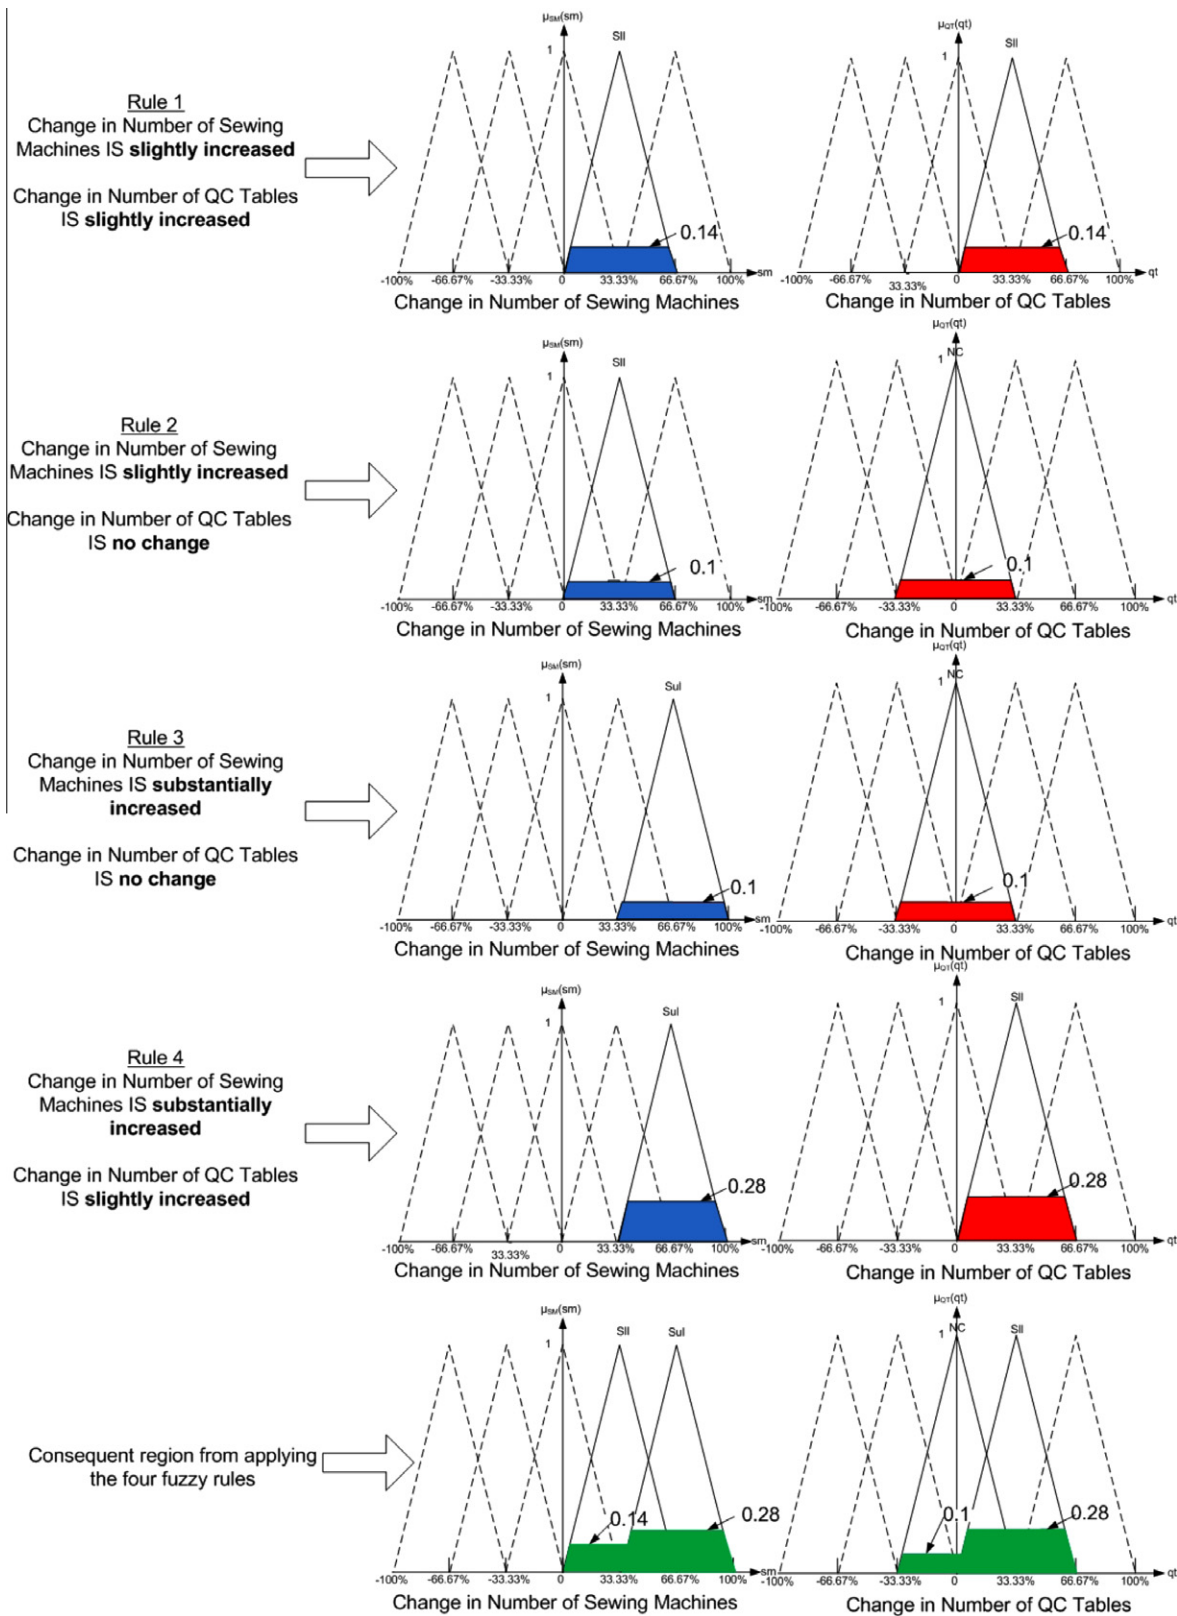 Rule 1
Change in Number of Sewing
Machines IS slightly increased
Change in Number of QC Tables
IS slightly increased
μSM(sm)
SlI
1
0.14
-100% -66.67% -33.33% 0 33.33% 66.67% 100% sm
Change in Number of Sewing Machines
μQT(qt)
SlI
1
0.14
-100% -66.67% 33.33% 0 33.33% 66.67% 100% qt
Change in Number of QC Tables
Rule 2
Change in Number of Sewing
Machines IS slightly increased
Change in Number of QC Tables
IS no change
μSM(sm)
SlI
1
0.1
-100% -66.67% -33.33% 0 33.33% 66.67% 100% sm
Change in Number of Sewing Machines
μQT(qt)
NC
1
0.1
-100% -66.67% -33.33% 0 33.33% 66.67% 100% qt
Change in Number of QC Tables
Rule 3
Change in Number of Sewing
Machines IS substantially
increased
Change in Number of QC Tables
IS no change
μSM(sm)
SuI
1
0.1
-100% -66.67% -33.33% 0 33.33% 66.67% 100% sm
Change in Number of Sewing Machines
μQT(qt)
NC
1
0.1
-100% -66.67% -33.33% 0 33.33% 66.67% 100% qt
Change in Number of QC Tables
Rule 4
Change in Number of Sewing
Machines IS substantially
increased
Change in Number of QC Tables
IS slightly increased
μSM(sm)
SuI
1
0.28
-100% -66.67% 33.33% 0 33.33% 66.67% 100% sm
Change in Number of Sewing Machines
μQT(qt)
SlI
1
0.28
-100% -66.67% -33.33% 0 33.33% 66.67% 100% qt
Change in Number of QC Tables
Consequent region from applying
the four fuzzy rules
μSM(sm)
SlI SuI
1
0.14 0.28
-100% -66.67% -33.33% 0 33.33% 66.67% 100% sm
Change in Number of Sewing Machines
μQT(qt)
NC SlI
1
0.1 0.28
-100% -66.67% -33.33% 0 33.33% 66.67% 100% qt
Change in Number of QC Tables